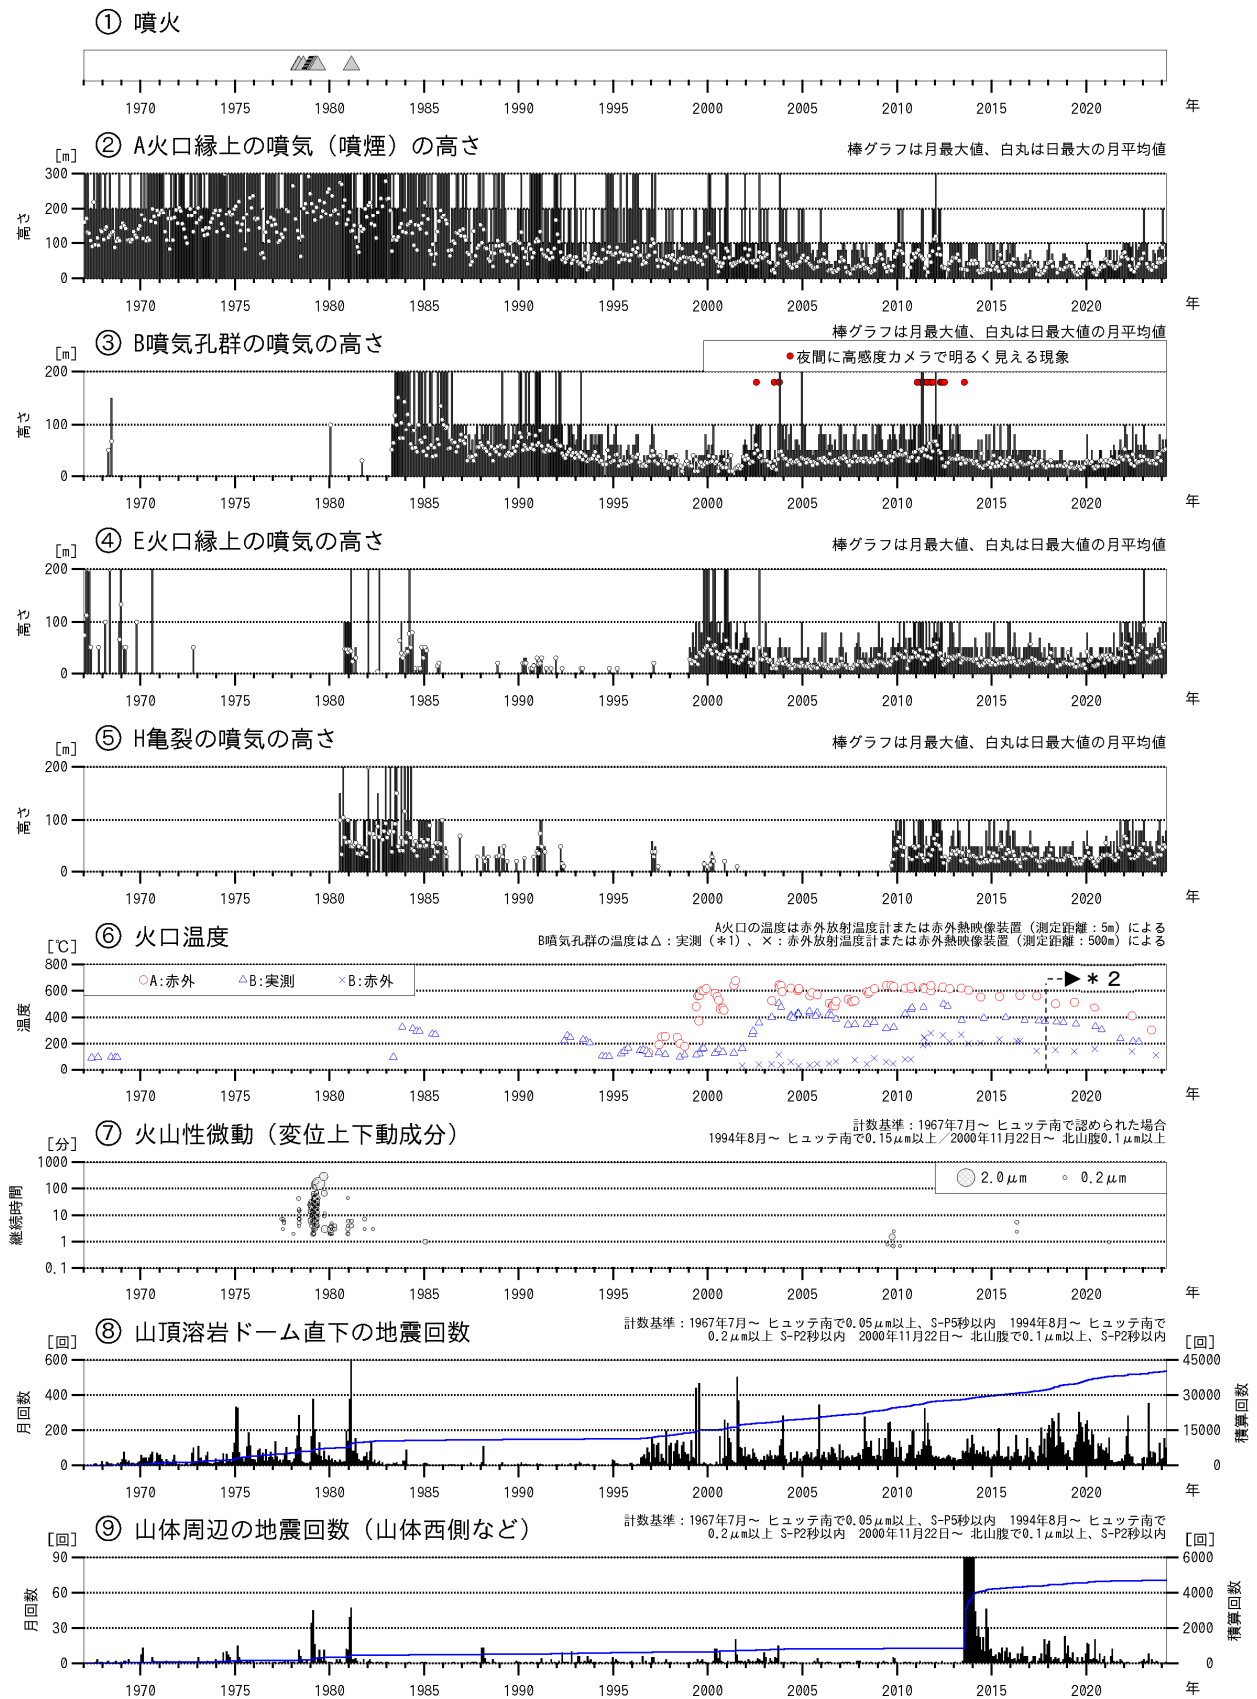 ① 噴火
1970 1975 1980 1985 1990 1995 2000 2005 2010 2015 2020 年
② A火口縁上の噴気（噴煙）の高さ
棒グラフは月最大値、白丸は日最大の月平均値
[m]
300
200
100
0
高さ
1970 1975 1980 1985 1990 1995 2000 2005 2010 2015 2020 年
③ B噴気孔群の噴気の高さ
棒グラフは月最大値、白丸は日最大値の月平均値
夜間に高感度カメラで明るく見える現象
[m]
200
100
0
高さ
1970 1975 1980 1985 1990 1995 2000 2005 2010 2015 2020 年
④ E火口縁上の噴気の高さ
棒グラフは月最大値、白丸は日最大値の月平均値
[m]
200
100
0
高さ
1970 1975 1980 1985 1990 1995 2000 2005 2010 2015 2020 年
⑤ H亀裂の噴気の高さ
棒グラフは月最大値、白丸は日最大値の月平均値
[m]
200
100
0
高さ
1970 1975 1980 1985 1990 1995 2000 2005 2010 2015 2020 年
⑥ 火口温度
A火口の温度は赤外放射温度計または赤外熱映像装置（測定距離：5m）による
B噴気孔群の温度は△：実測（＊1）、×：赤外放射温度計または赤外熱映像装置（測定距離：500m）による
[℃]
800
600
400
200
0
温度
○A:赤外 △B:実測 ×B:赤外
＊２
1970 1975 1980 1985 1990 1995 2000 2005 2010 2015 2020 年
⑦ 火山性微動（変位上下動成分）
計数基準：1967年7月～ ヒュッテ南で認められた場合
1994年8月～ ヒュッテ南で0.15μm以上／2000年11月22日～ 北山腹0.1μm以上
[分]
1000
100
10
1
0.1
継続時間
2.0μm 0.2μm
1970 1975 1980 1985 1990 1995 2000 2005 2010 2015 2020 年
⑧ 山頂溶岩ドーム直下の地震回数
計数基準：1967年7月～ ヒュッテ南で0.05μm以上、S-P5秒以内 1994年8月～ ヒュッテ南で
0.2μm以上 S-P2秒以内 2000年11月22日～ 北山腹で0.1μm以上、S-P2秒以内
[回] [回]
600 45000
400 30000
200 15000
0 0
月回数 積算回数
1970 1975 1980 1985 1990 1995 2000 2005 2010 2015 2020 年
⑨ 山体周辺の地震回数（山体西側など）
計数基準：1967年7月～ ヒュッテ南で0.05μm以上、S-P5秒以内 1994年8月～ ヒュッテ南で
0.2μm以上 S-P2秒以内 2000年11月22日～ 北山腹で0.1μm以上、S-P2秒以内
[回] [回]
90 6000
60 4000
30 2000
0 0
月回数 積算回数
1970 1975 1980 1985 1990 1995 2000 2005 2010 2015 2020 年